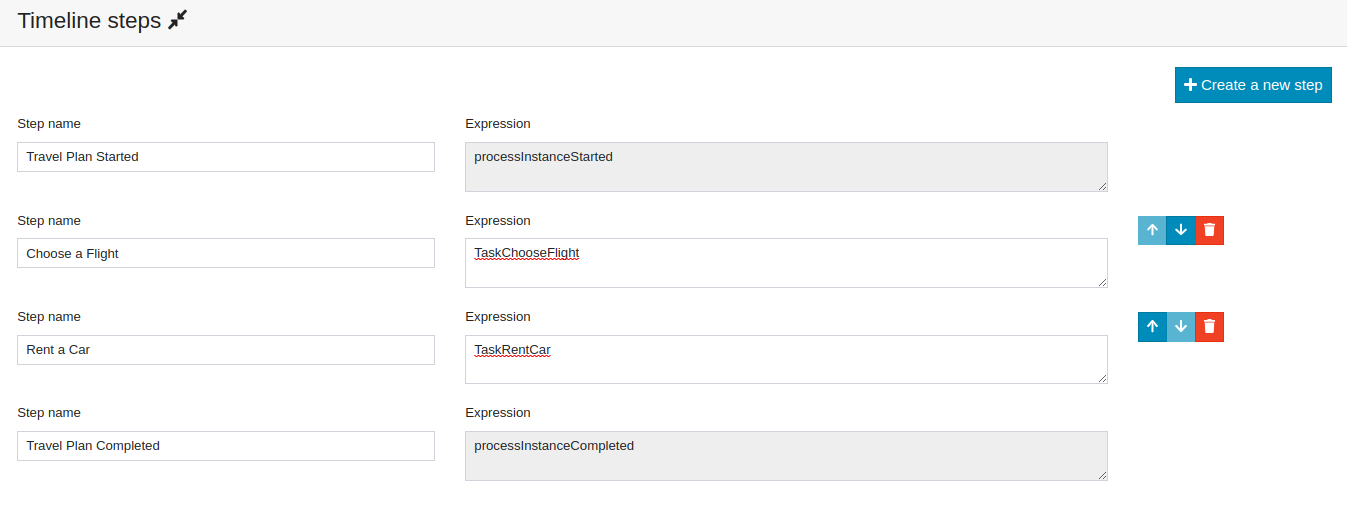 Timeline steps
Create a new step
Step name Expression
Travel Plan Started processInstanceStarted
Step name Expression
Choose a Flight TaskChooseFlight
Step name Expression
Rent a Car TaskRentCar
Step name Expression
Travel Plan Completed processInstanceCompleted